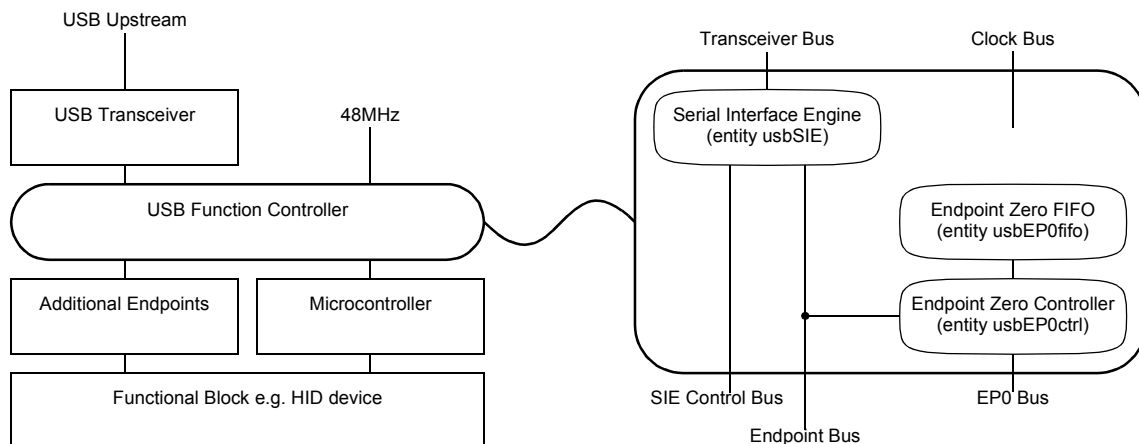 USB Upstream
USB Transceiver
48MHz
USB Function Controller
Additional Endpoints
Microcontroller
Functional Block e.g. HID device
Transceiver Bus
Clock Bus
Serial Interface Engine
(entity usbSIE)
Endpoint Zero FIFO
(entity usbEP0fifo)
Endpoint Zero Controller
(entity usbEP0ctrl)
SIE Control Bus
EP0 Bus
Endpoint Bus